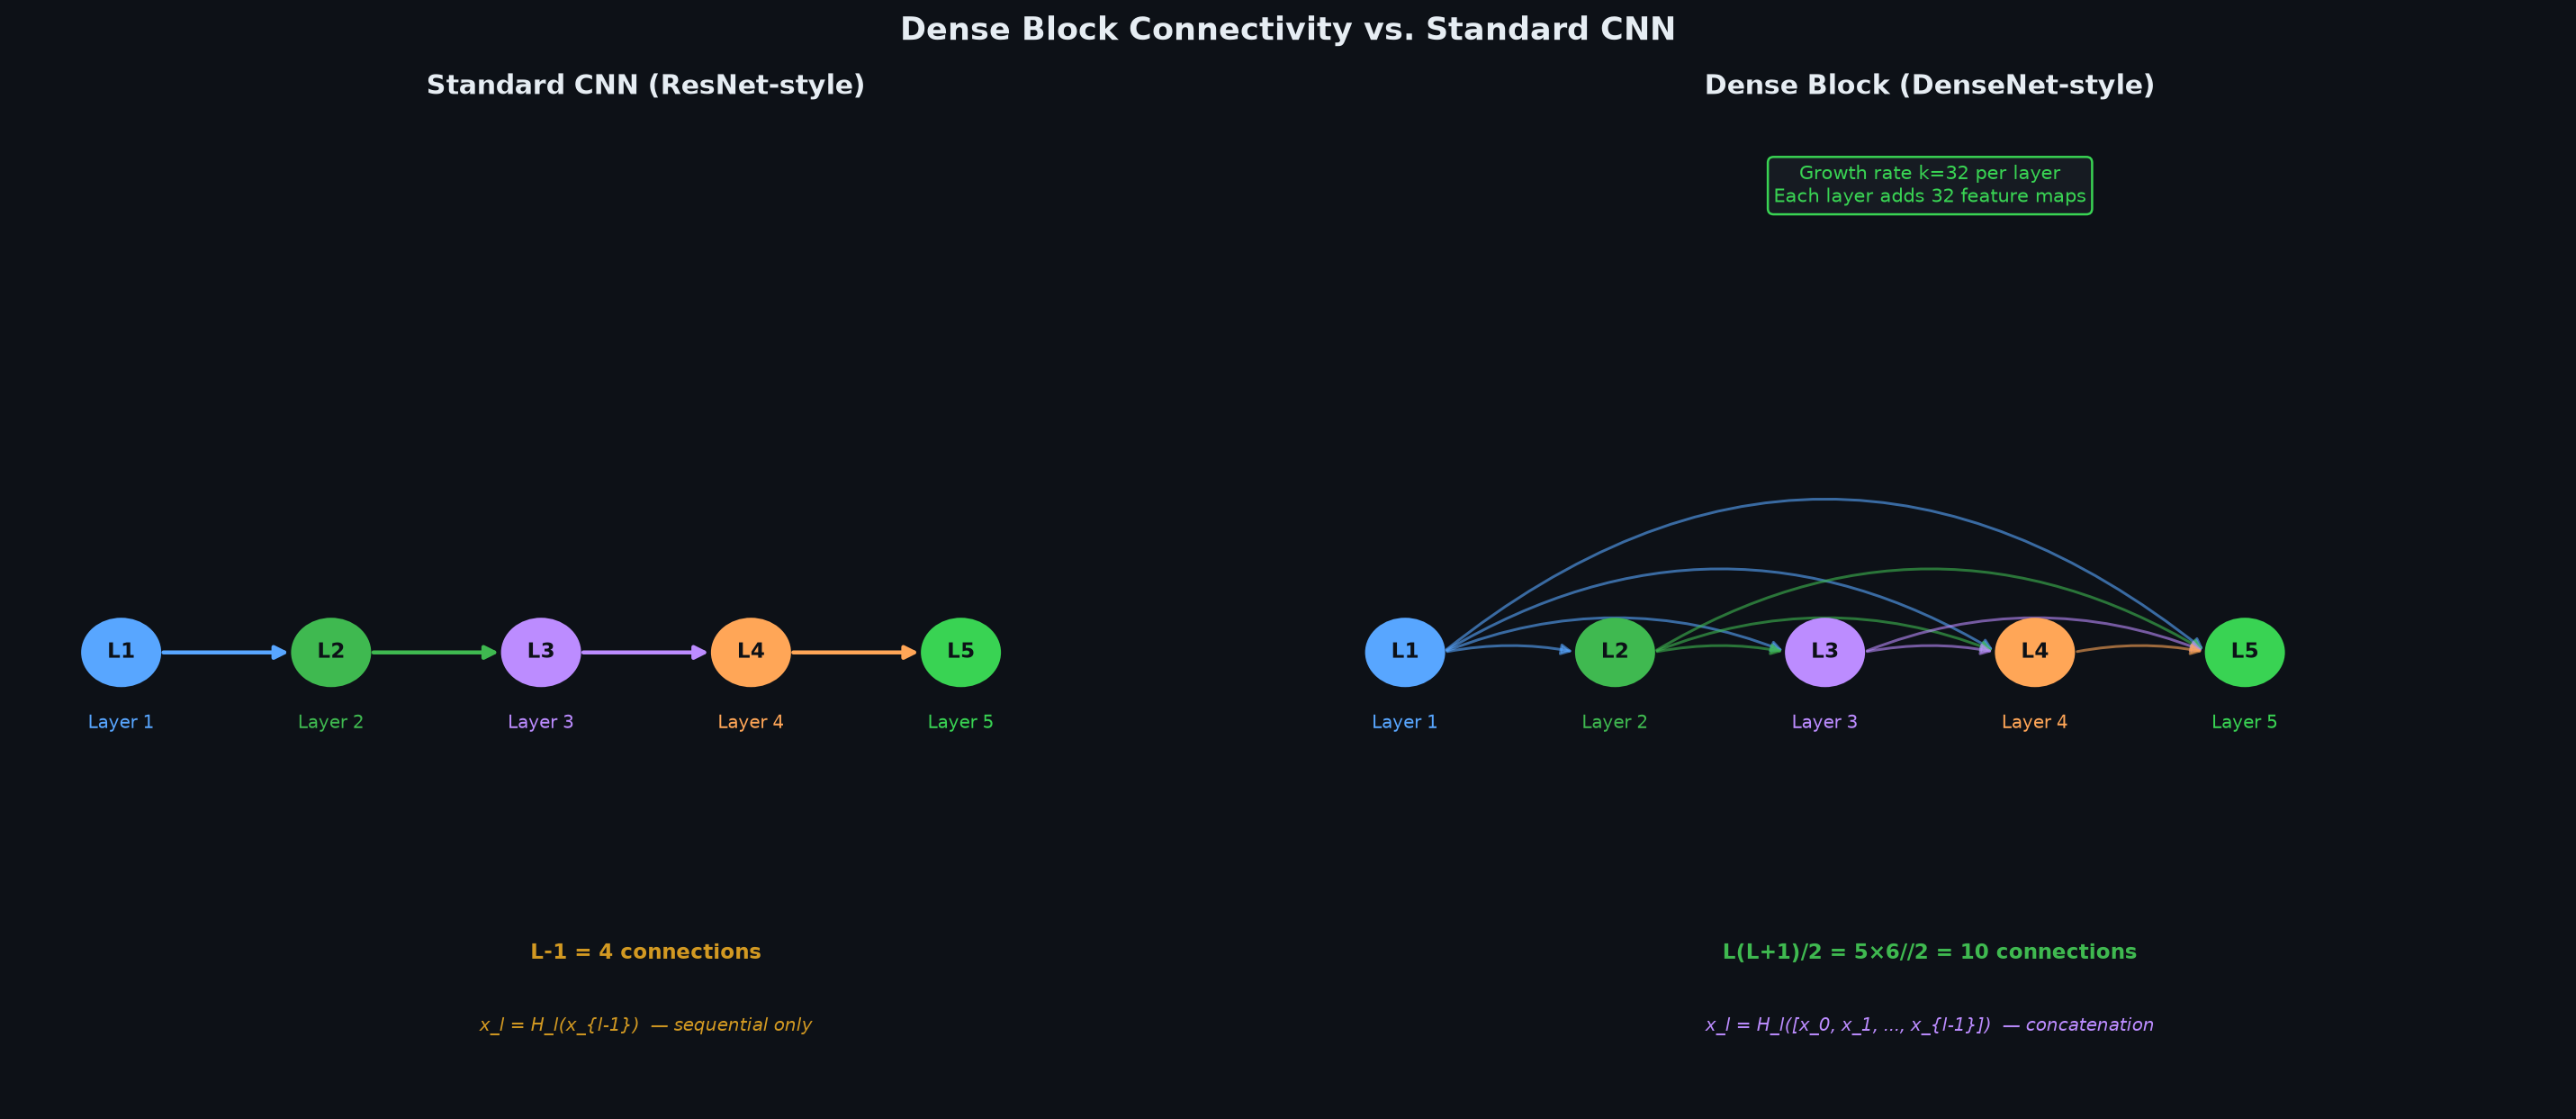 Dense Block Connectivity vs. Standard CNN
Standard CNN (ResNet-style)
L1
L2
L3
L4
L5
Layer 1
Layer 2
Layer 3
Layer 4
Layer 5
L-1 = 4 connections
x_l = H_l(x_{l-1}) — sequential only
Dense Block (DenseNet-style)
Growth rate k=32 per layer
Each layer adds 32 feature maps
L1
L2
L3
L4
L5
Layer 1
Layer 2
Layer 3
Layer 4
Layer 5
L(L+1)/2 = 5×6//2 = 10 connections
x_l = H_l([x_0, x_1, ..., x_{l-1}]) — concatenation